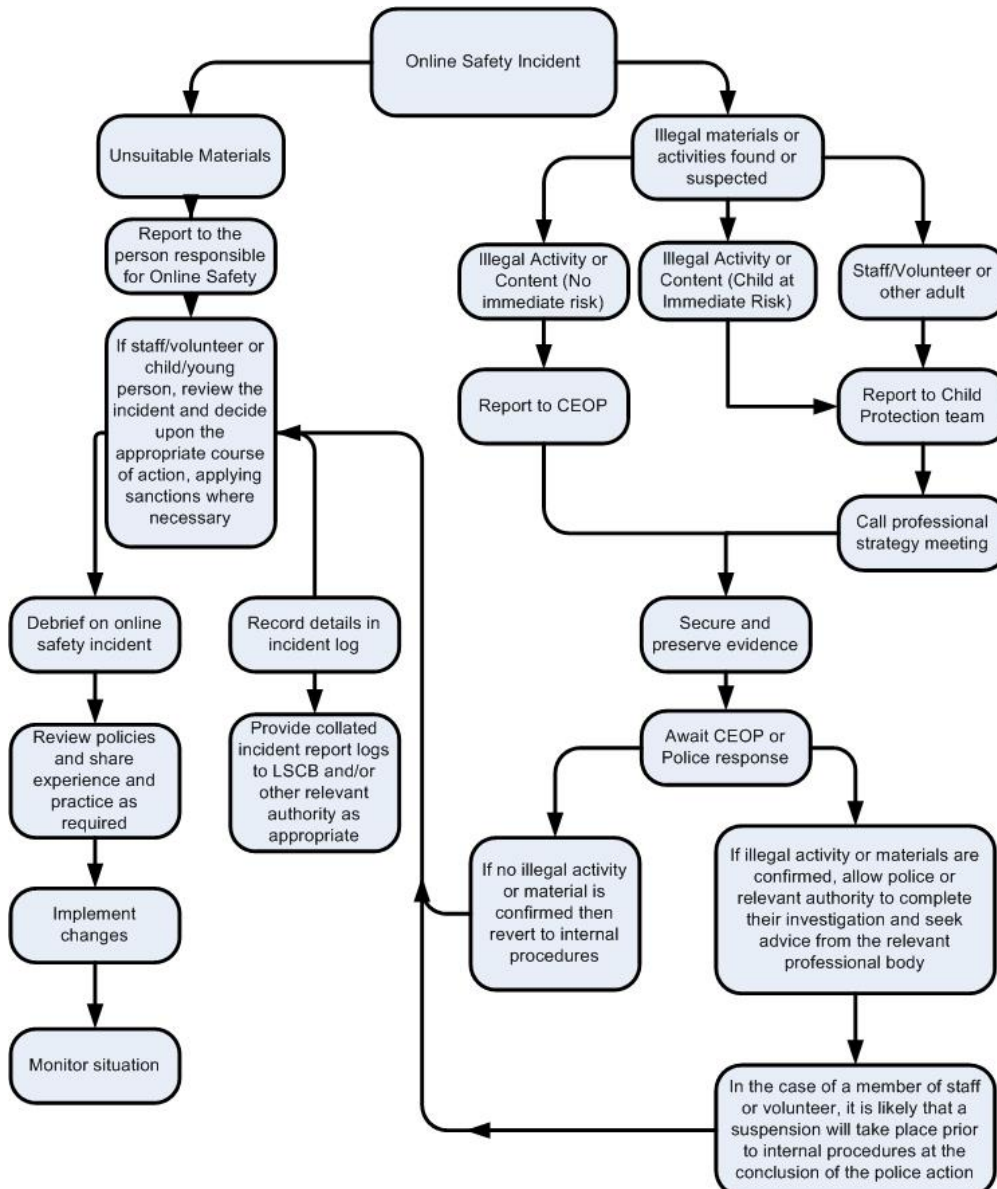 Online Safety Incident
Unsuitable Materials
Report to the
person responsible
for Online Safety
If staff/volunteer or
child/young
person, review the
incident and decide
upon the
appropriate course
of action, applying
sanctions where
necessary
Debrief on online
safety incident
Review policies
and share
experience and
practice as
required
Implement
changes
Monitor situation
Record details in
incident log
Provide collated
incident report logs
to LSCB and/or
other relevant
authority as
appropriate
Illegal materials or
activities found or
suspected
Illegal Activity or
Content (No
immediate risk)
Illegal Activity or
Content (Child at
Immediate Risk)
Staff/Volunteer or
other adult
Report to CEOP
Report to Child
Protection team
Call professional
strategy meeting
Secure and
preserve evidence
Await CEOP or
Police response
If no illegal activity
or material is
confirmed then
revert to internal
procedures
If illegal activity or materials are
confirmed, allow police or
relevant authority to complete
their investigation and seek
advice from the relevant
professional body
In the case of a member of staff
or volunteer, it is likely that a
suspension will take place prior
to internal procedures at the
conclusion of the police action